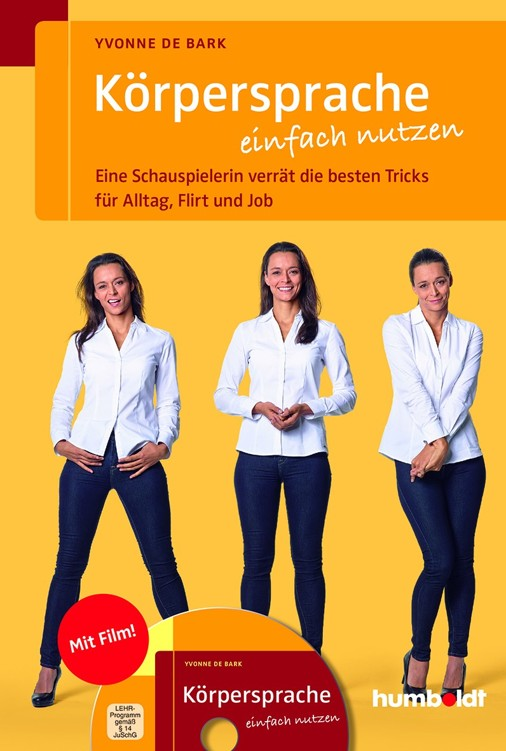 YVONNE DE BARK
Körpersprache
einfach nutzen
Eine Schauspielerin verrät die besten Tricks
für Alltag, Flirt und Job
Mit Film!
YVONNE DE BARK
Körpersprache
einfach nutzen
LEHR-
Programm
gemäß
§ 14
JuSchG
humboldt